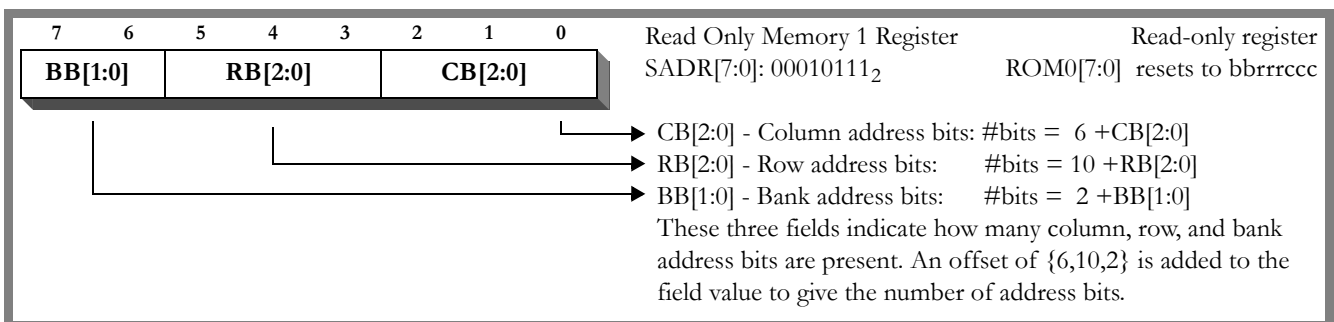 7 6 5 4 3 2 1 0
BB[1:0] RB[2:0] CB[2:0]
Read Only Memory 1 Register Read-only register
SADR[7:0]: 00010111₂ ROM0[7:0] resets to bbrrrccc
CB[2:0] - Column address bits: #bits = 6 +CB[2:0]
RB[2:0] - Row address bits: #bits = 10 +RB[2:0]
BB[1:0] - Bank address bits: #bits = 2 +BB[1:0]
These three fields indicate how many column, row, and bank
address bits are present. An offset of {6,10,2} is added to the
field value to give the number of address bits.